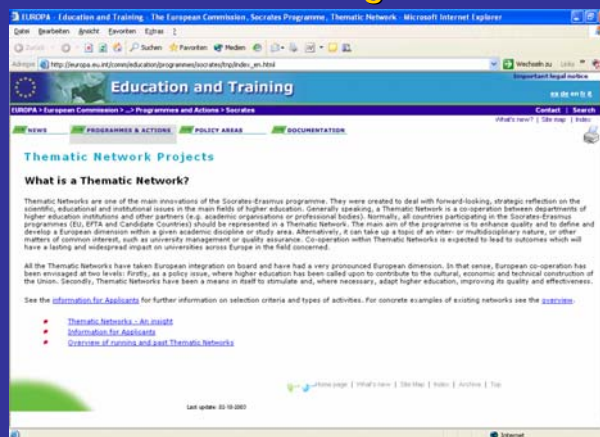 EUROPA - Education and Training - The European Commission, Socrates Programme, Thematic Network - Microsoft Internet Explorer
Datei Bearbeiten Ansicht Favoriten Extras ?
Zurück Suchen Favoriten Medien
Adresse http://europa.eu.int/comm/education/programmes/socrates/tnp/index_en.html Wechseln zu Links
Important legal notice
Education and Training
es de en fr it
EUROPA > European Commission > ...> Programmes and Actions > Socrates Contact | Search
What's new? | Site map | Index
NEWS PROGRAMMES & ACTIONS POLICY AREAS DOCUMENTATION
Thematic Network Projects
What is a Thematic Network?
Thematic Networks are one of the main innovations of the Socrates-Erasmus programme. They were created to deal with forward-looking, strategic reflection on the
scientific, educational and institutional issues in the main fields of higher education. Generally speaking, a Thematic Network is a co-operation between departments of
higher education institutions and other partners (e.g. academic organisations or professional bodies). Normally, all countries participating in the Socrates-Erasmus
programmes (EU, EFTA and Candidate Countries) should be represented in a Thematic Network. The main aim of the programme is to enhance quality and to define and
develop a European dimension within a given academic discipline or study area. Alternatively, it can take up a topic of an inter- or multidisciplinary nature, or other
matters of common interest, such as university management or quality assurance. Co-operation within Thematic Networks is expected to lead to outcomes which will
have a lasting and widespread impact on universities across Europe in the field concerned.
All the Thematic Networks have taken European integration on board and have had a very pronounced European dimension. In that sense, European co-operation has
been envisaged at two levels: Firstly, as a policy issue, where higher education has been called upon to contribute to the cultural, economic and technical construction of
the Union. Secondly, Thematic Networks have been a means in itself to stimulate and, where necessary, adapt higher education, improving its quality and effectiveness.
See the information for Applicants for further information on selection criteria and types of activities. For concrete examples of existing networks see the overview.
Thematic Networks - An insight
Information for Applicants
Overview of running and past Thematic Networks
Home page | What's new | Site Map | Index | Archive | Top
Last update: 02-10-2003
Internet